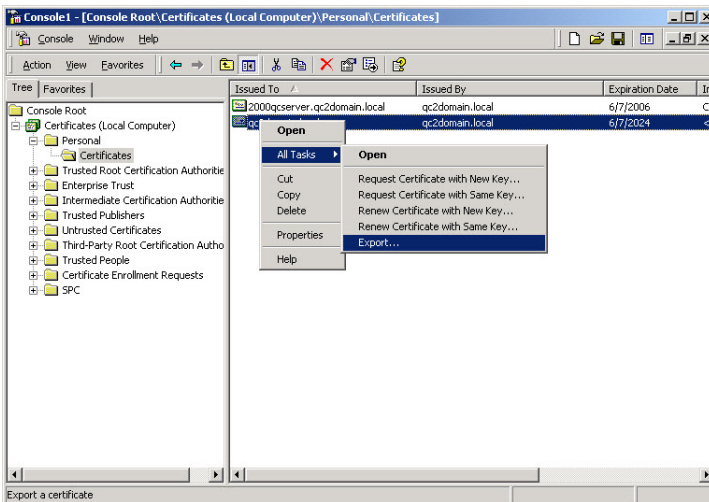 Console1 - [Console Root\Certificates (Local Computer)\Personal\Certificates]
Console Window Help
Action View Favorites
Tree Favorites
Issued To Issued By Expiration Date
Console Root
Certificates (Local Computer)
Personal
Certificates
Trusted Root Certification Authoritie
Enterprise Trust
Intermediate Certification Authoritie
Trusted Publishers
Untrusted Certificates
Third-Party Root Certification Autho
Trusted People
Certificate Enrollment Requests
SPC
2000qcserver.qc2domain.local qc2domain.local 6/7/2006
qc2domain.local 6/7/2024
Open
All Tasks
Cut
Copy
Delete
Properties
Help
Open
Request Certificate with New Key...
Request Certificate with Same Key...
Renew Certificate with New Key...
Renew Certificate with Same Key...
Export...
Export a certificate